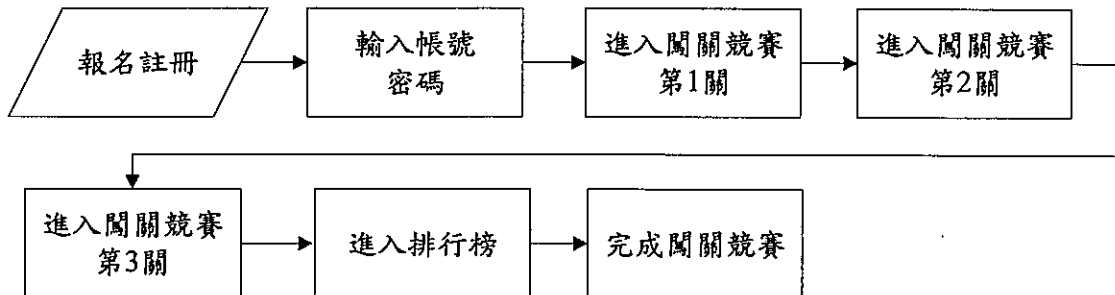 報名註冊
輸入帳號
密碼
進入闖關競賽
第1關
進入闖關競賽
第2關
進入闖關競賽
第3關
進入排行榜
完成闖關競賽